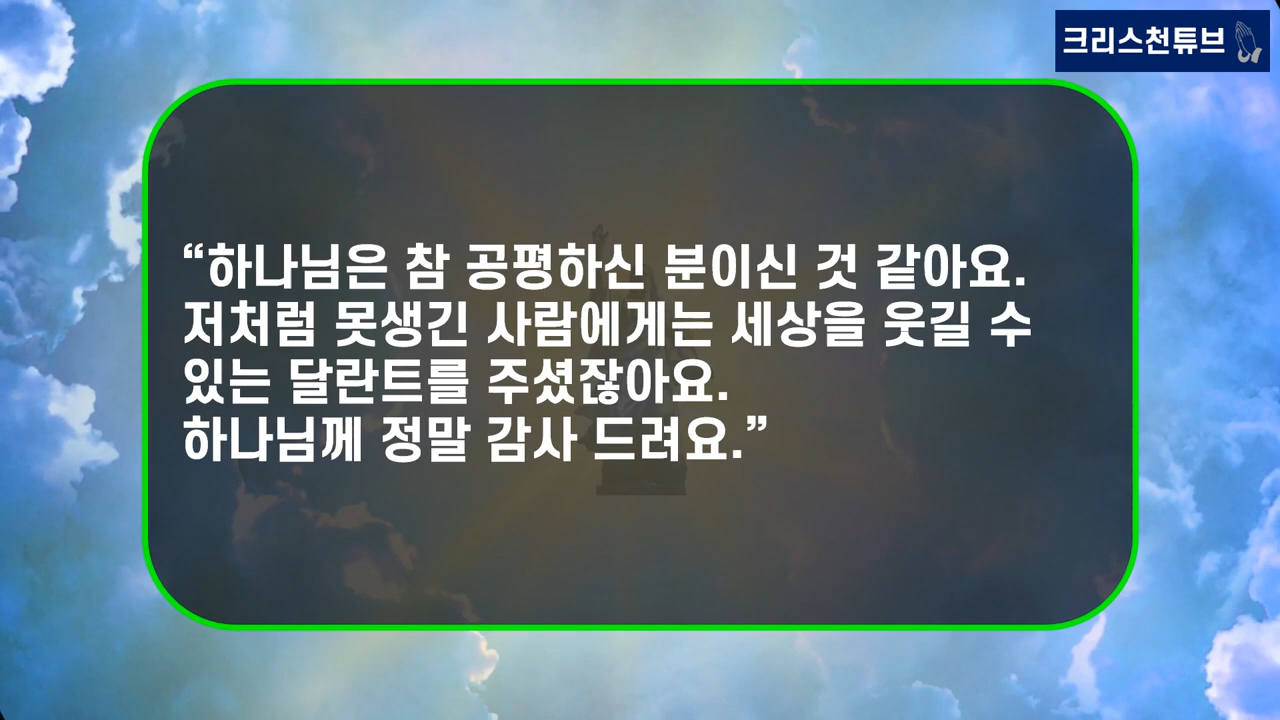 크리스천튜브
“하나님은 참 공평하신 분이신 것 같아요.
저처럼 못생긴 사람에게는 세상을 웃길 수
있는 달란트를 주셨잖아요.
하나님께 정말 감사 드려요.”